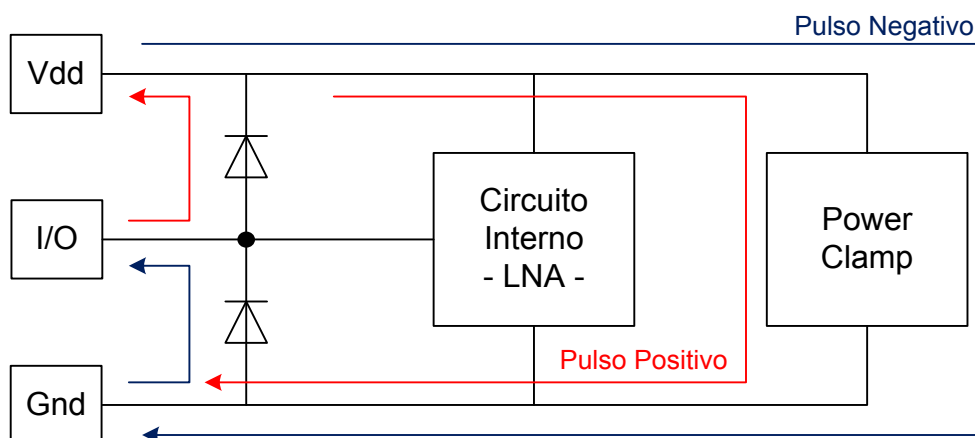 Pulso Negativo
Vdd
Circuito
Interno
- LNA -
Power
Clamp
I/O
Pulso Positivo
Gnd